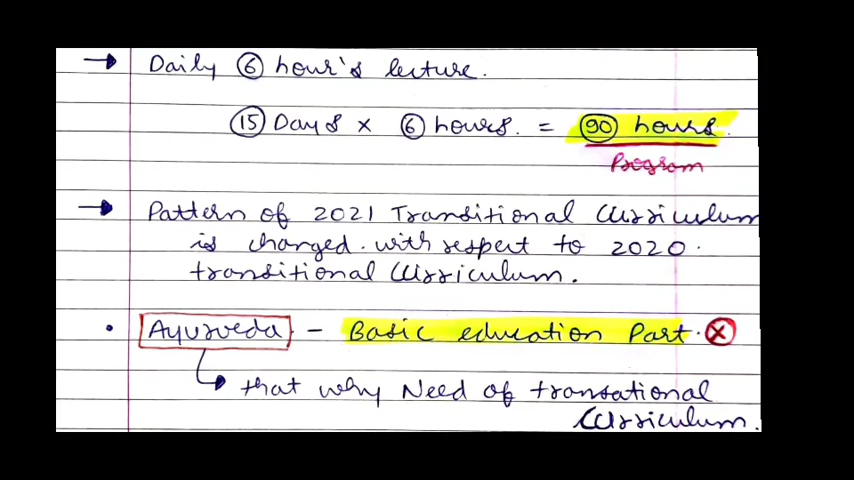 → Daily 6 hour's lecture.
15 Days × 6 hours. = 90 hours.
Program
→ Pattern of 2021 Transitional Curriculum
is changed. with respt to 2020.
transitional Curriculum.
• Ayurveda - Basic education Part. X
that why Need of transational
Curriculum.